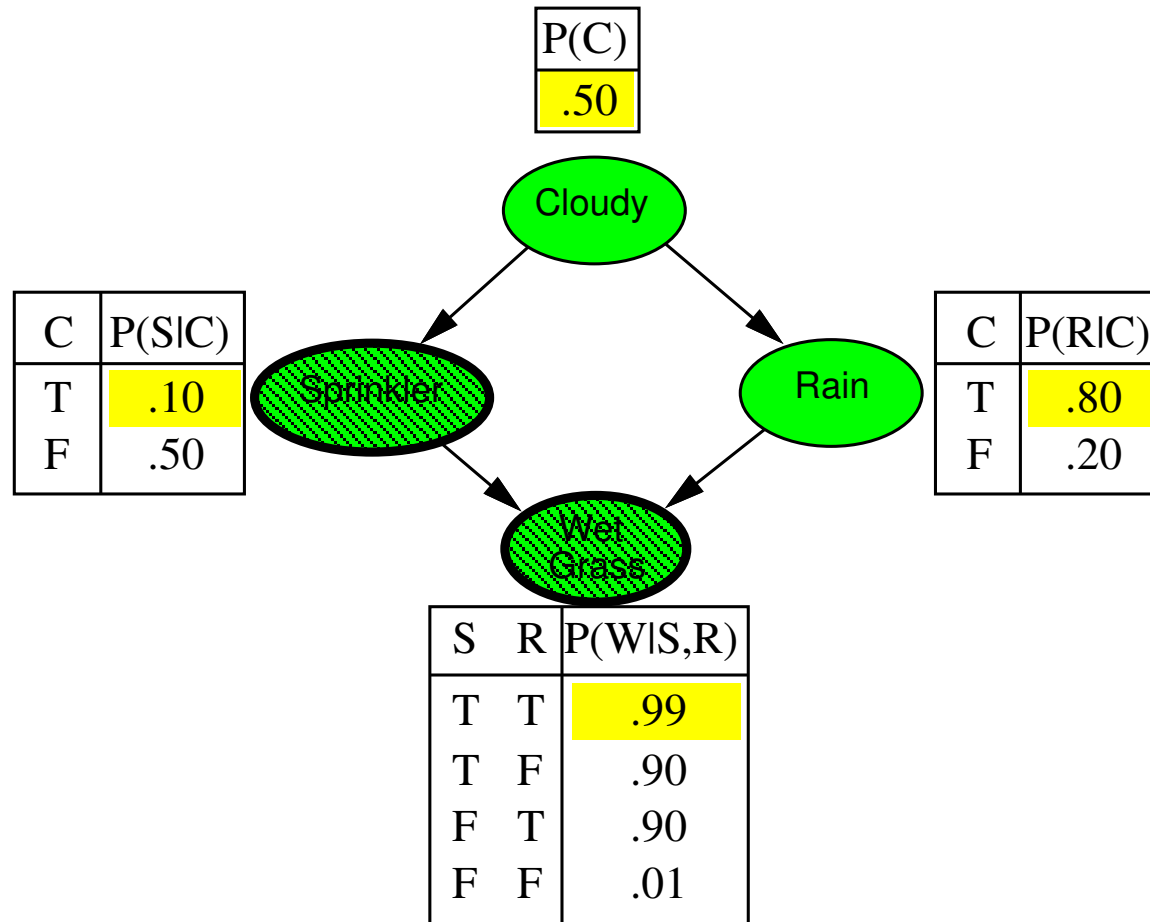 P(C)
.50
Cloudy
C P(S|C)
T .10
F .50
Sprinkler
Rain
C P(R|C)
T .80
F .20
Wet
Grass
S R P(W|S,R)
T T .99
T F .90
F T .90
F F .01